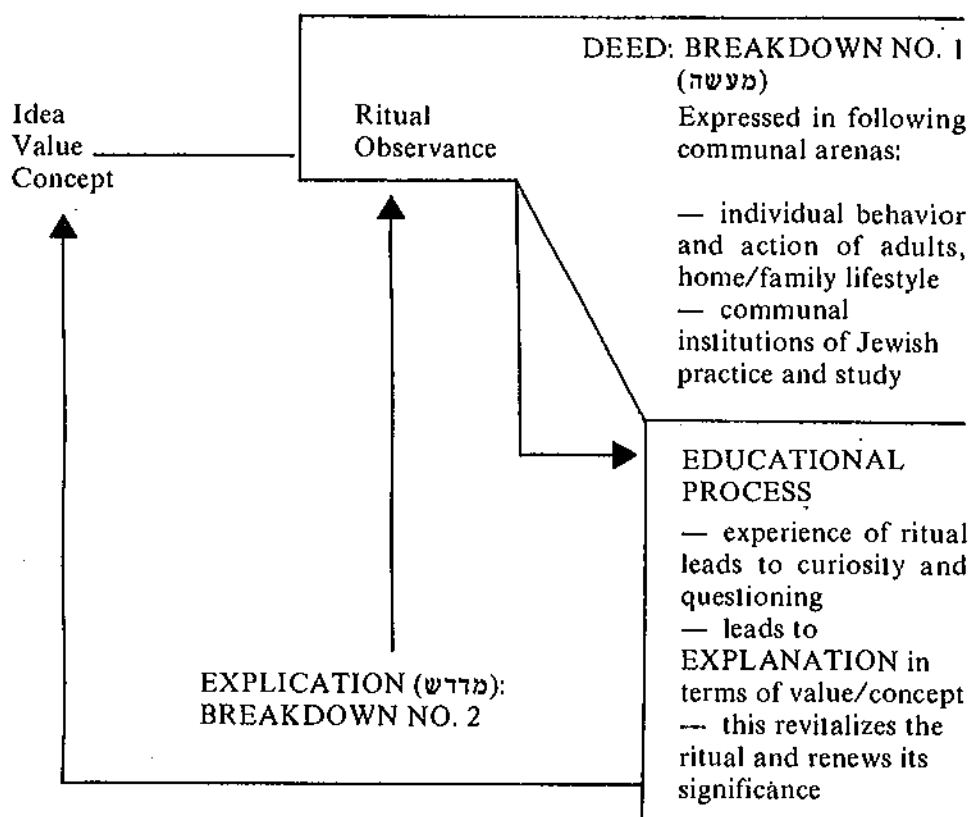 Idea
Value
Concept
Ritual
Observance
DEED: BREAKDOWN NO. 1
(מעשה)
Expressed in following
communal arenas:
— individual behavior
and action of adults,
home/family lifestyle
— communal
institutions of Jewish
practice and study
EDUCATIONAL
PROCESS
— experience of ritual
leads to curiosity and
questioning
— leads to
EXPLANATION in
terms of value/concept
— this revitalizes the
ritual and renews its
significance
EXPLICATION (מדרש):
BREAKDOWN NO. 2